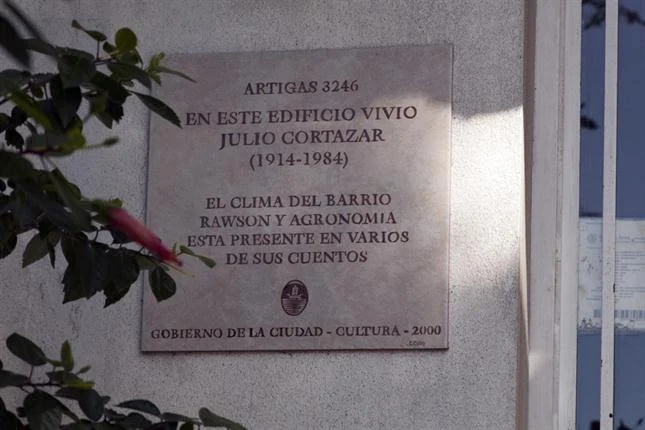 ARTIGAS 3246
EN ESTE EDIFICIO VIVIO
JULIO CORTAZAR
(1914-1984)
EL CLIMA DEL BARRIO
RAWSON Y AGRONOMIA
ESTA PRESENTE EN VARIOS
DE SUS CUENTOS
GOBIERNO DE LA CIUDAD - CULTURA - 2000